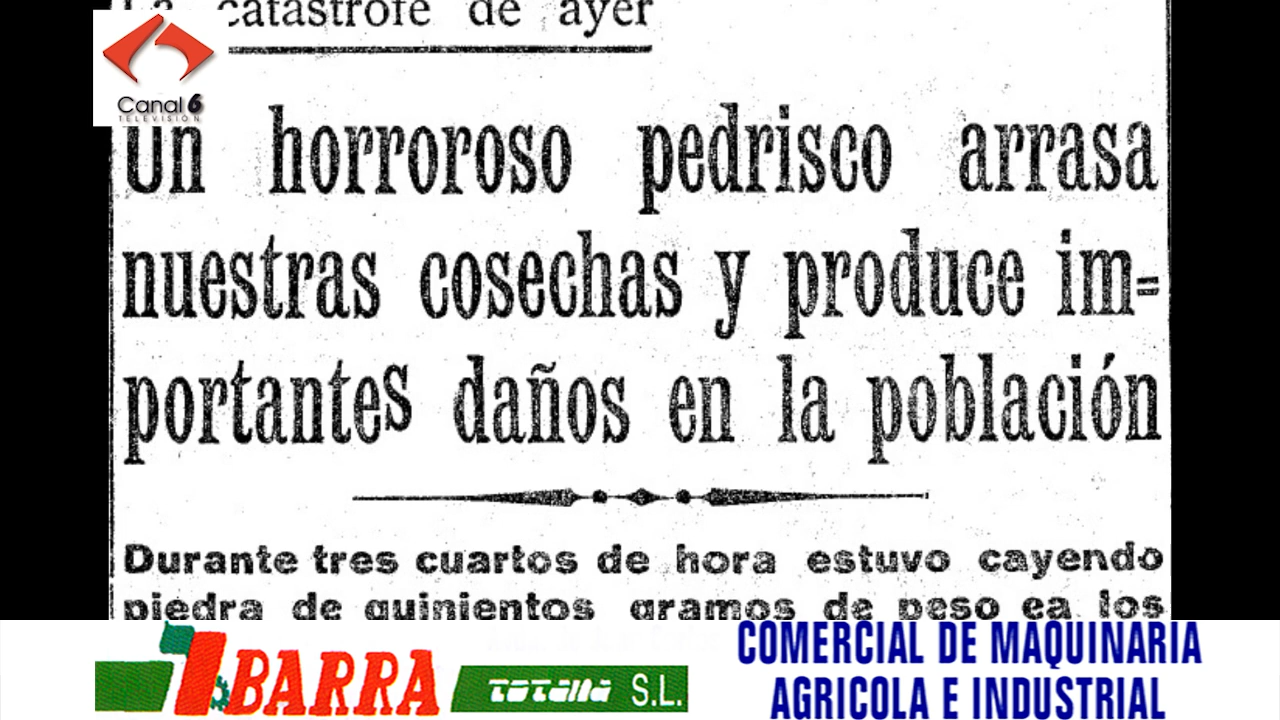 La catástrofe de ayer
Canal 6
TELEVISIÓN
Un horroroso pedrisco arrasa
nuestras cosechas y produce im=
portantes daños en la población
Durante tres cuartos de hora estuvo cayendo
piedra de quinientos gramos de peso en los
IBARRA totana S.L.
COMERCIAL DE MAQUINARIA
AGRICOLA E INDUSTRIAL